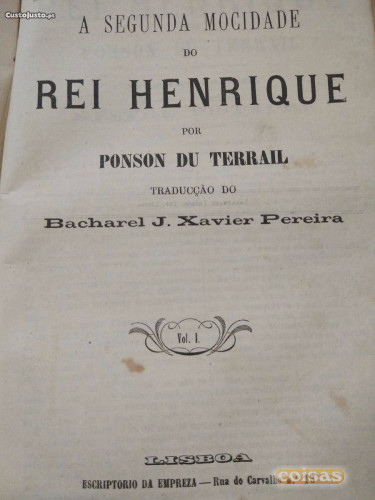 CustoJusto.pt
A SEGUNDA MOCIDADE
DO
REI HENRIQUE
POR
PONSON DU TERRAIL
TRADUCÇÃO DO
Bacharel J. Xavier Pereira
Vol. I.
LISBOA
ESCRIPTORIO DA EMPREZA — Rua do Carvalho
coisas